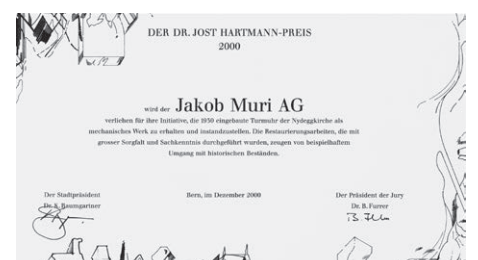 DER DR. JOST HARTMANN-PREIS
2000
wird der Jakob Muri AG
verliehen für ihre Initiative, die 1950 eingebaute Turmuhr der Nydeggkirche als
mechanisches Werk zu erhalten und instandzustellen. Die Restaurierungsarbeiten, die mit
grosser Sorgfalt und Sachkenntnis durchgeführt wurden, zeugen von beispielhaftem
Umgang mit historischen Beständen.
Der Stadtpräsident
Bern, im Dezember 2000
Der Präsident der Jury
Dr. K. Baumgartner
Dr. B. Furrer